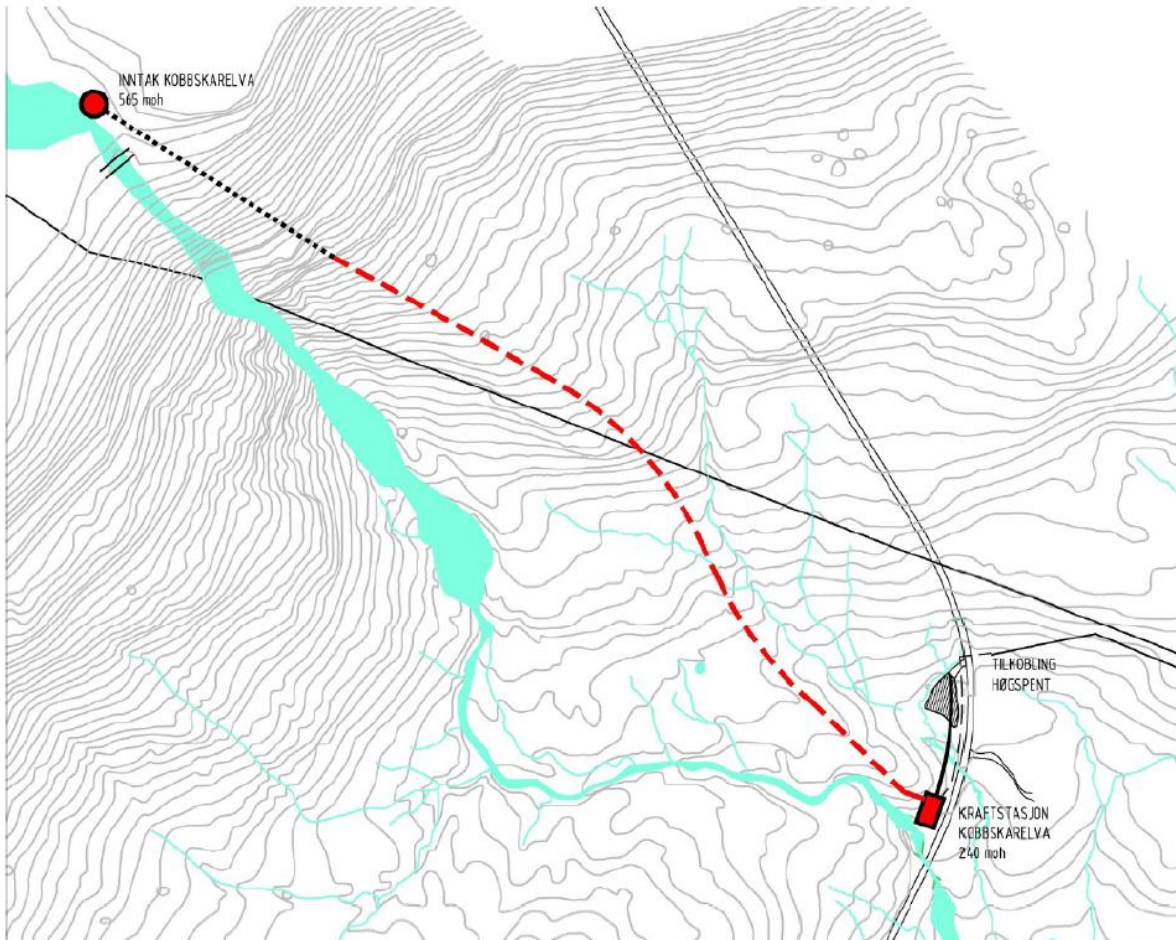 INNTAK KOBBSKARELVA
565 moh
TILKOBLING
HØGSPENT
KRAFTSTASJON
KOBBSKARELVA
240 moh